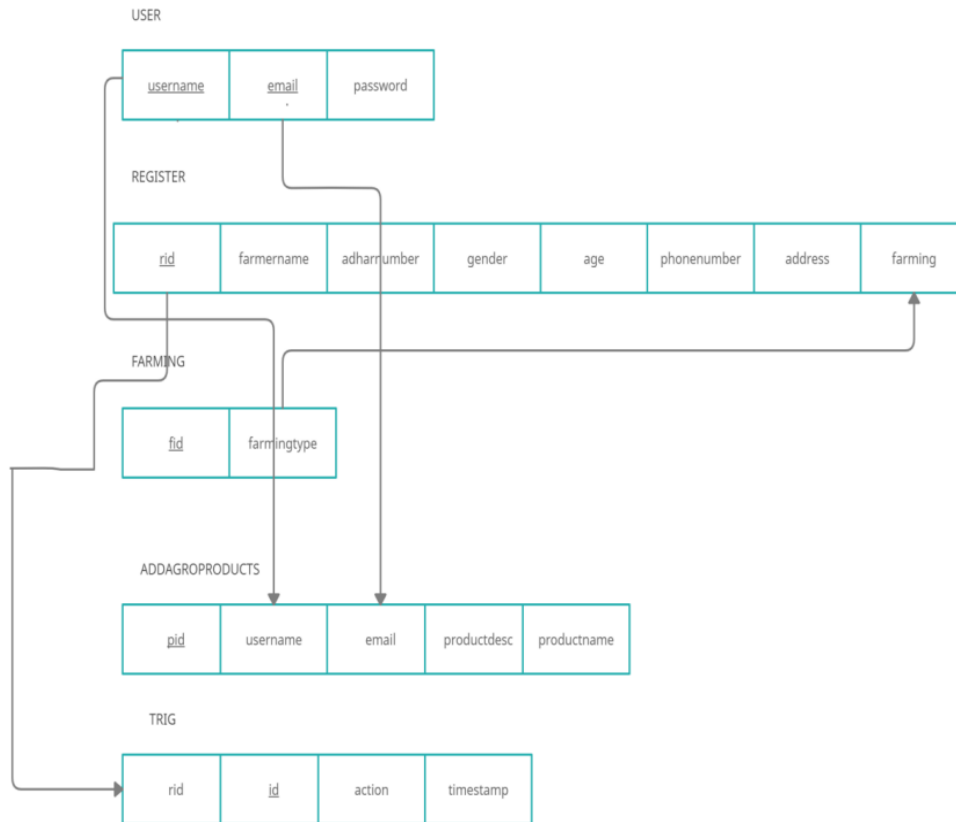 USER
username email password
REGISTER
rid farmername adharnumber gender age phonenumber address farming
FARMING
fid farmingtype
ADDAGROPRODUCTS
pid username email productdesc productname
TRIG
rid id action timestamp